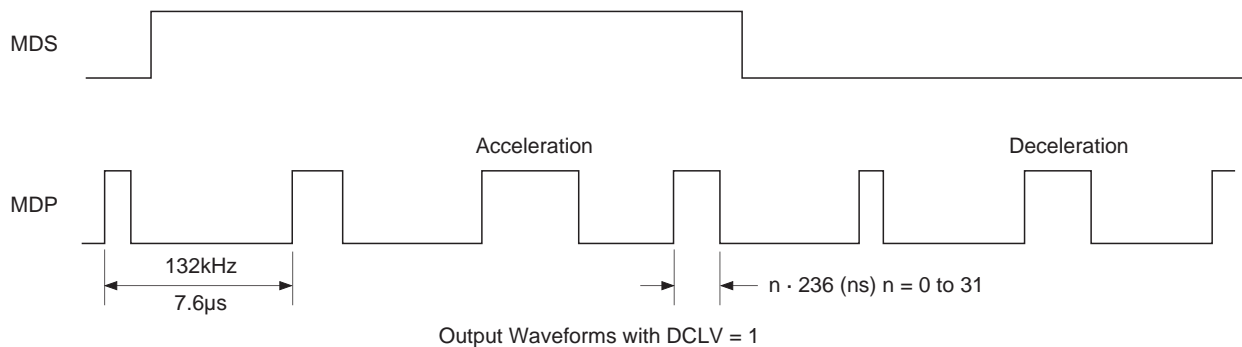 MDS
Acceleration
Deceleration
MDP
132kHz
7.6µs
n · 236 (ns) n = 0 to 31
Output Waveforms with DCLV = 1